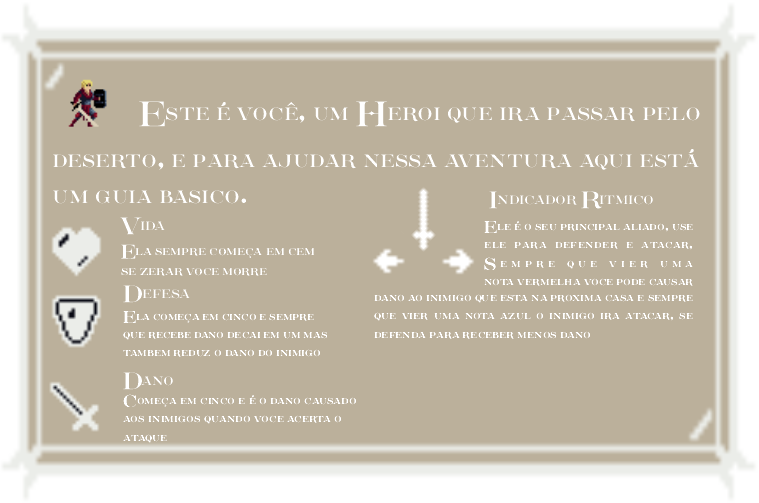 Este é você, um Heroi que ira passar pelo
deserto, e para ajudar nessa aventura aqui está
um guia basico.
Vida
Ela sempre começa em cem
se zerar voce morre
Defesa
Ela começa em cinco e sempre
que recebe dano decai em um mas
tambem reduz o dano do inimigo
Dano
Começa em cinco e é o dano causado
aos inimigos quando voce acerta o
ataque
Indicador Ritmico
Ele é o seu principal aliado, use
ele para defender e atacar,
Sempre que vier uma
nota vermelha voce pode causar
dano ao inimigo que esta na proxima casa e sempre
que vier uma nota azul o inimigo ira atacar, se
defenda para receber menos dano